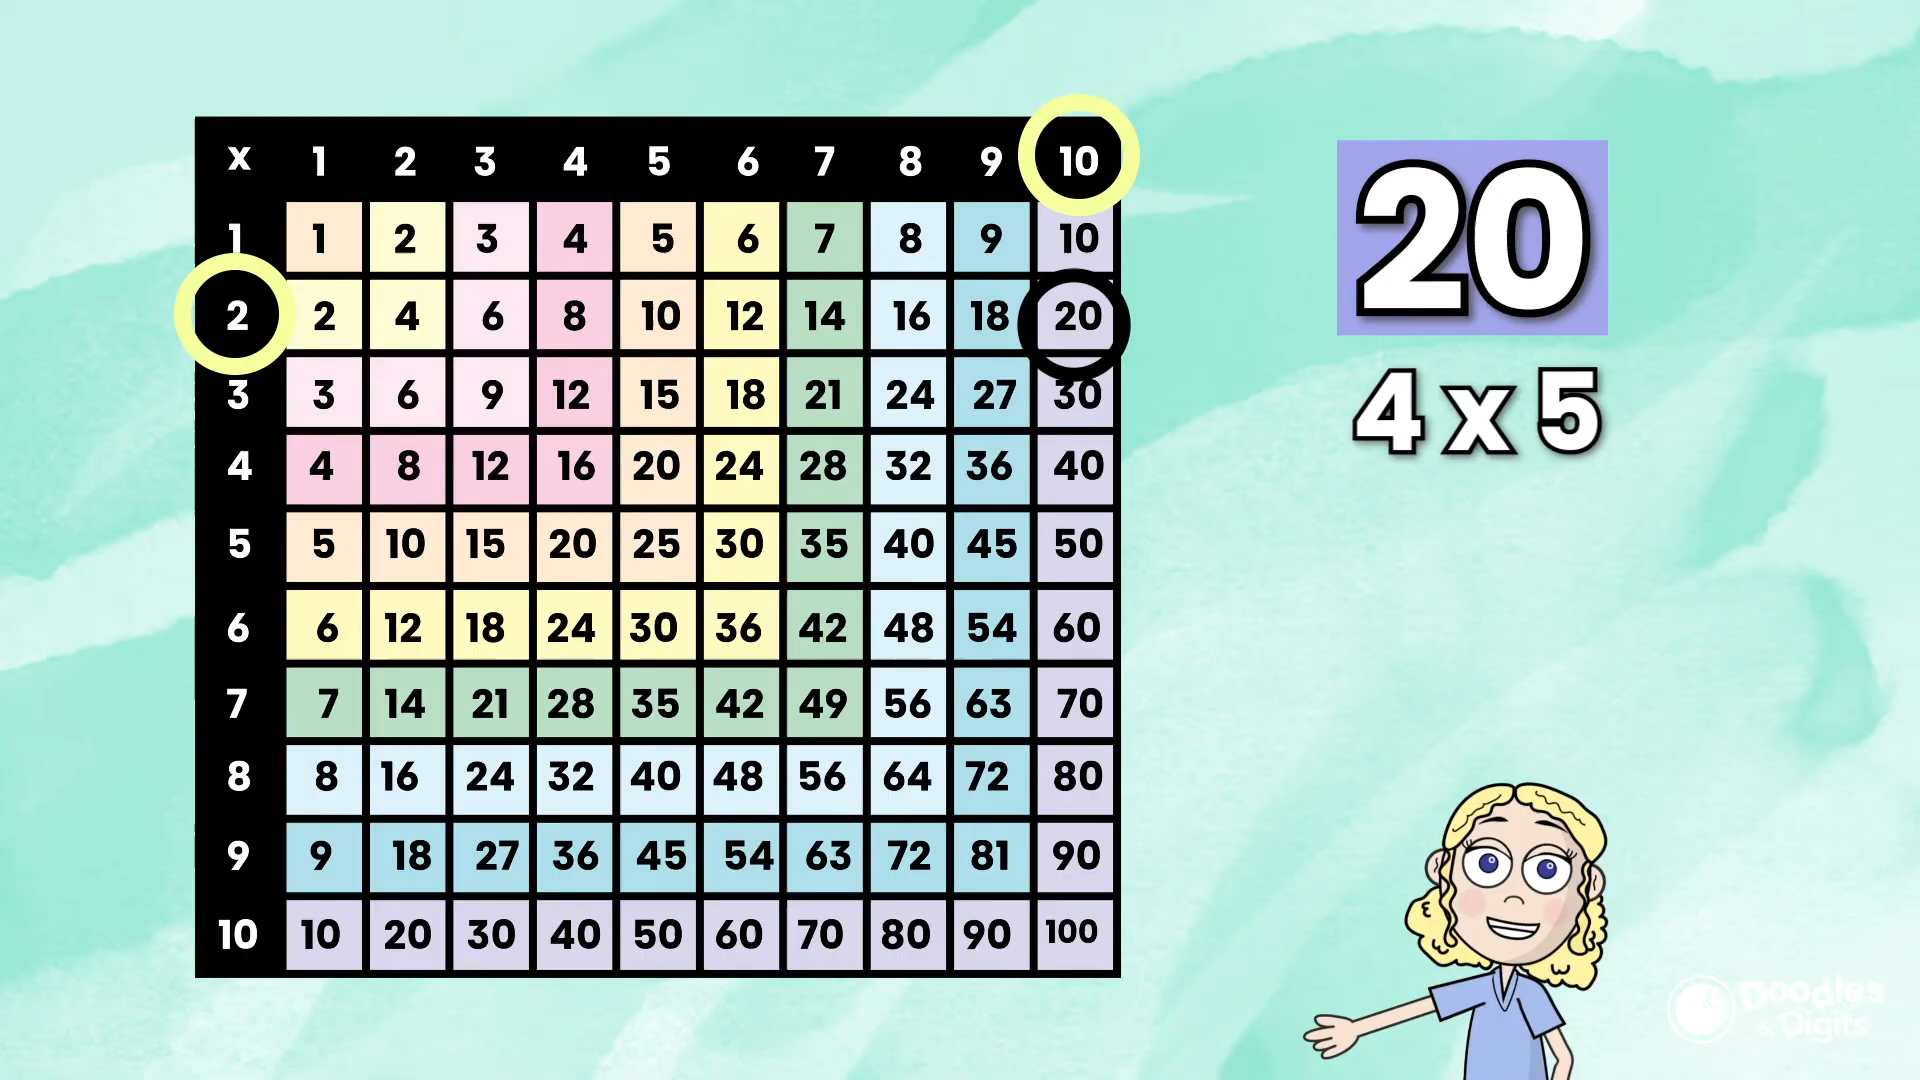 x 1 2 3 4 5 6 7 8 9 10
1 1 2 3 4 5 6 7 8 9 10
2 2 4 6 8 10 12 14 16 18 20
3 3 6 9 12 15 18 21 24 27 30
4 4 8 12 16 20 24 28 32 36 40
5 5 10 15 20 25 30 35 40 45 50
6 6 12 18 24 30 36 42 48 54 60
7 7 14 21 28 35 42 49 56 63 70
8 8 16 24 32 40 48 56 64 72 80
9 9 18 27 36 45 54 63 72 81 90
10 10 20 30 40 50 60 70 80 90 100
20
4 x 5
Doodles
& Digits